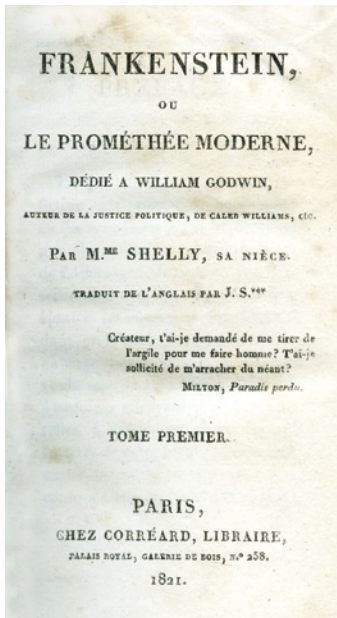 FRANKENSTEIN,
OU
LE PROMÉTHÉE MODERNE,
DÉDIÉ A WILLIAM GODWIN,
AUTEUR DE LA JUSTICE POLITIQUE, DE CALEB WILLIAMS, etc.
PAR M.ME SHELLY, SA NIÈCE.
TRADUIT DE L'ANGLAIS PAR J. S.***
Créateur, t'ai-je demandé de me tirer de
l'argile pour me faire homme? T'ai-je
sollicité de m'arracher du néant?
MILTON, Paradis perdu.
TOME PREMIER.
PARIS,
CHEZ CORRÉARD, LIBRAIRE,
PALAIS ROYAL, GALERIE DE BOIS, N.º 258.
1821.